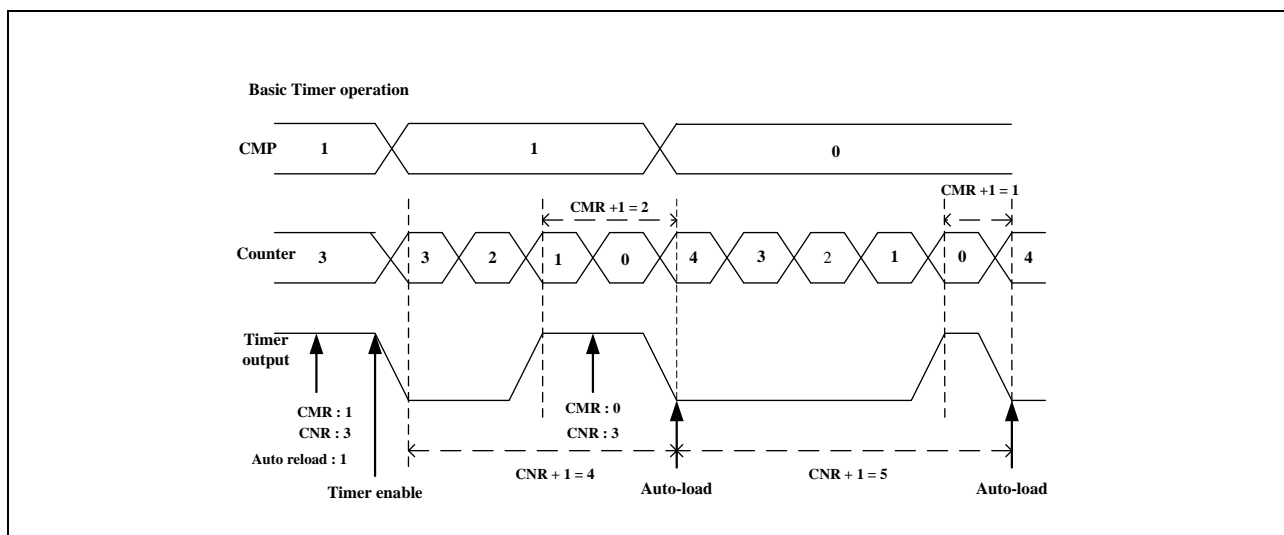 Basic Timer operation
CMP 1 1 0
CMR +1 = 2
CMR +1 = 1
Counter 3 3 2 1 0 4 3 2 1 0 4
Timer
output
CMR : 1
CNR : 3
Auto reload : 1
Timer enable
CMR : 0
CNR : 3
CNR + 1 = 4
Auto-load
CNR + 1 = 5
Auto-load